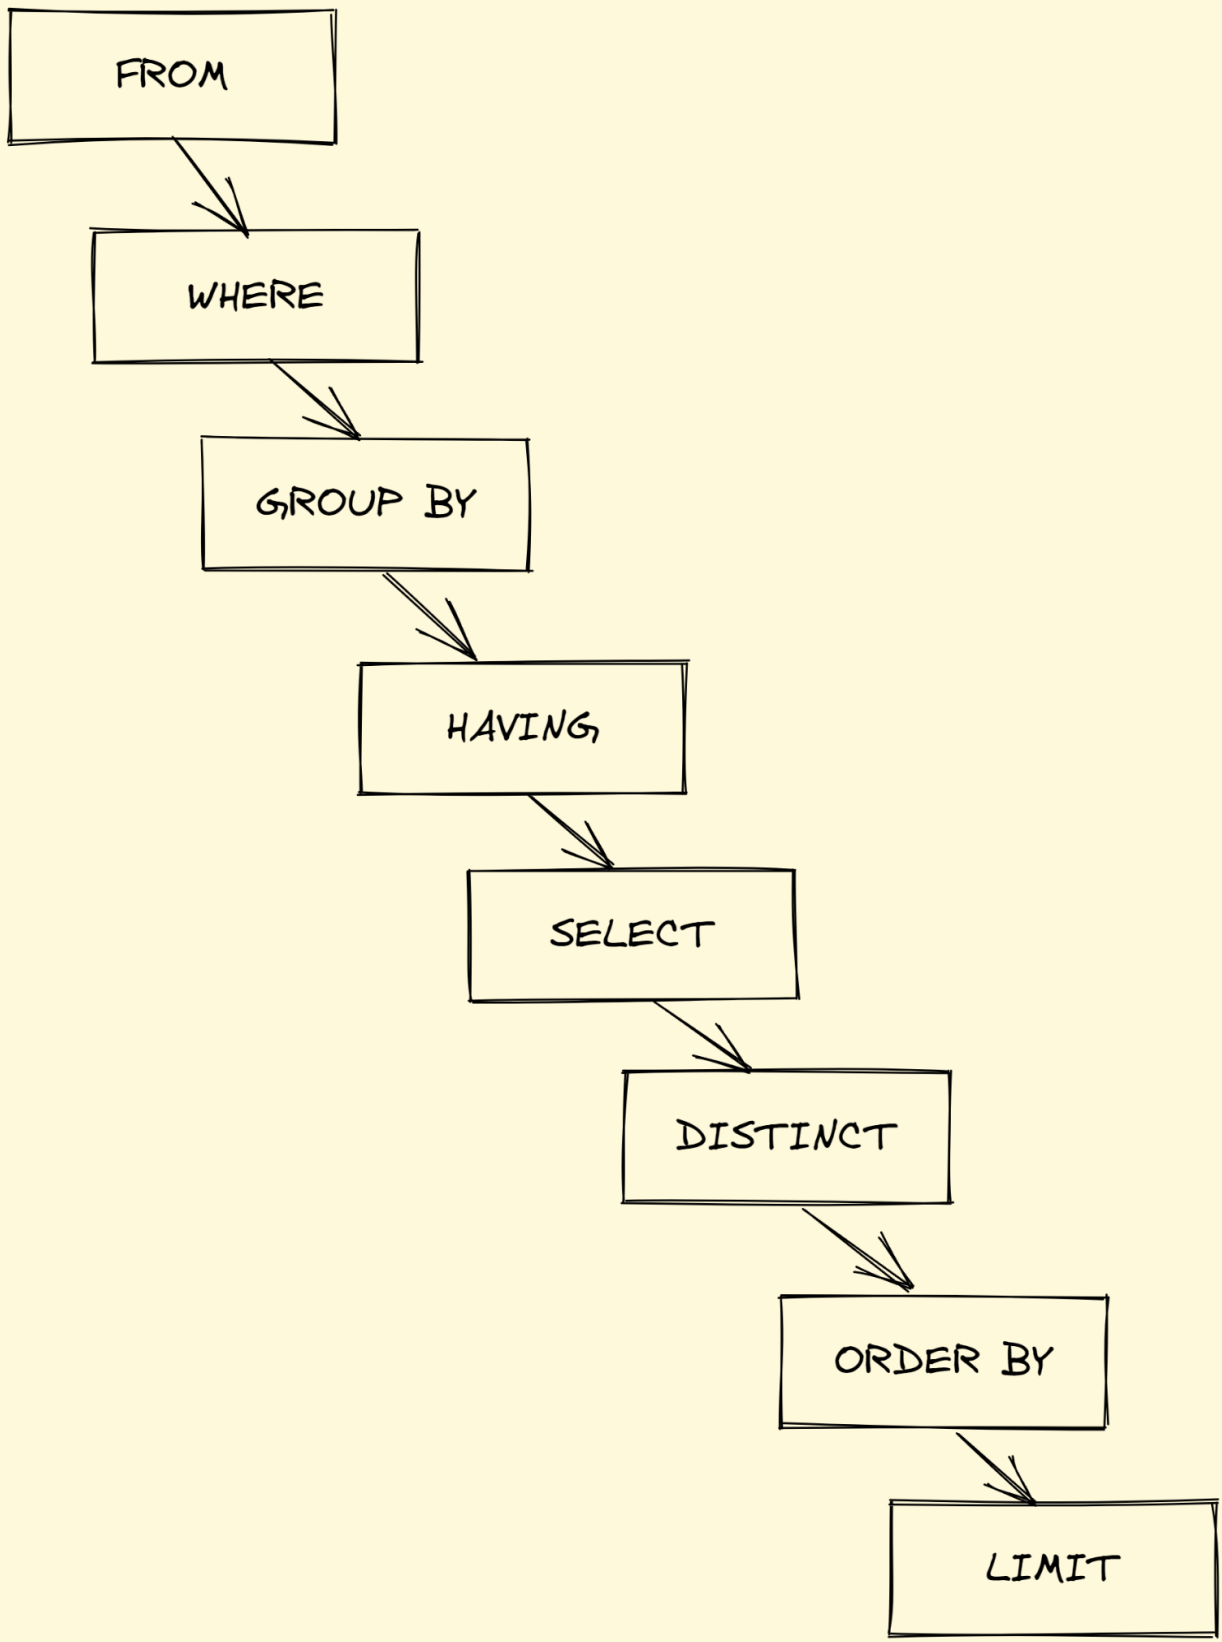 FROM
WHERE
GROUP BY
HAVING
SELECT
DISTINCT
ORDER BY
LIMIT